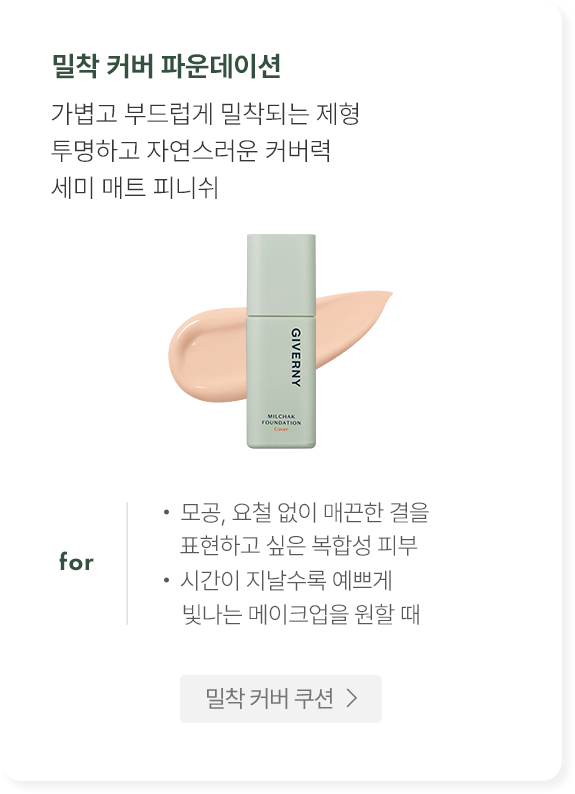 밀착 커버 파운데이션
가볍고 부드럽게 밀착되는 제형
투명하고 자연스러운 커버력
세미 매트 피니쉬
GIVERNY
MILCHAK
FOUNDATION
Cover
for
• 모공, 요철 없이 매끈한 결을
표현하고 싶은 복합성 피부
• 시간이 지날수록 예쁘게
빛나는 메이크업을 원할 때
밀착 커버 쿠션 >